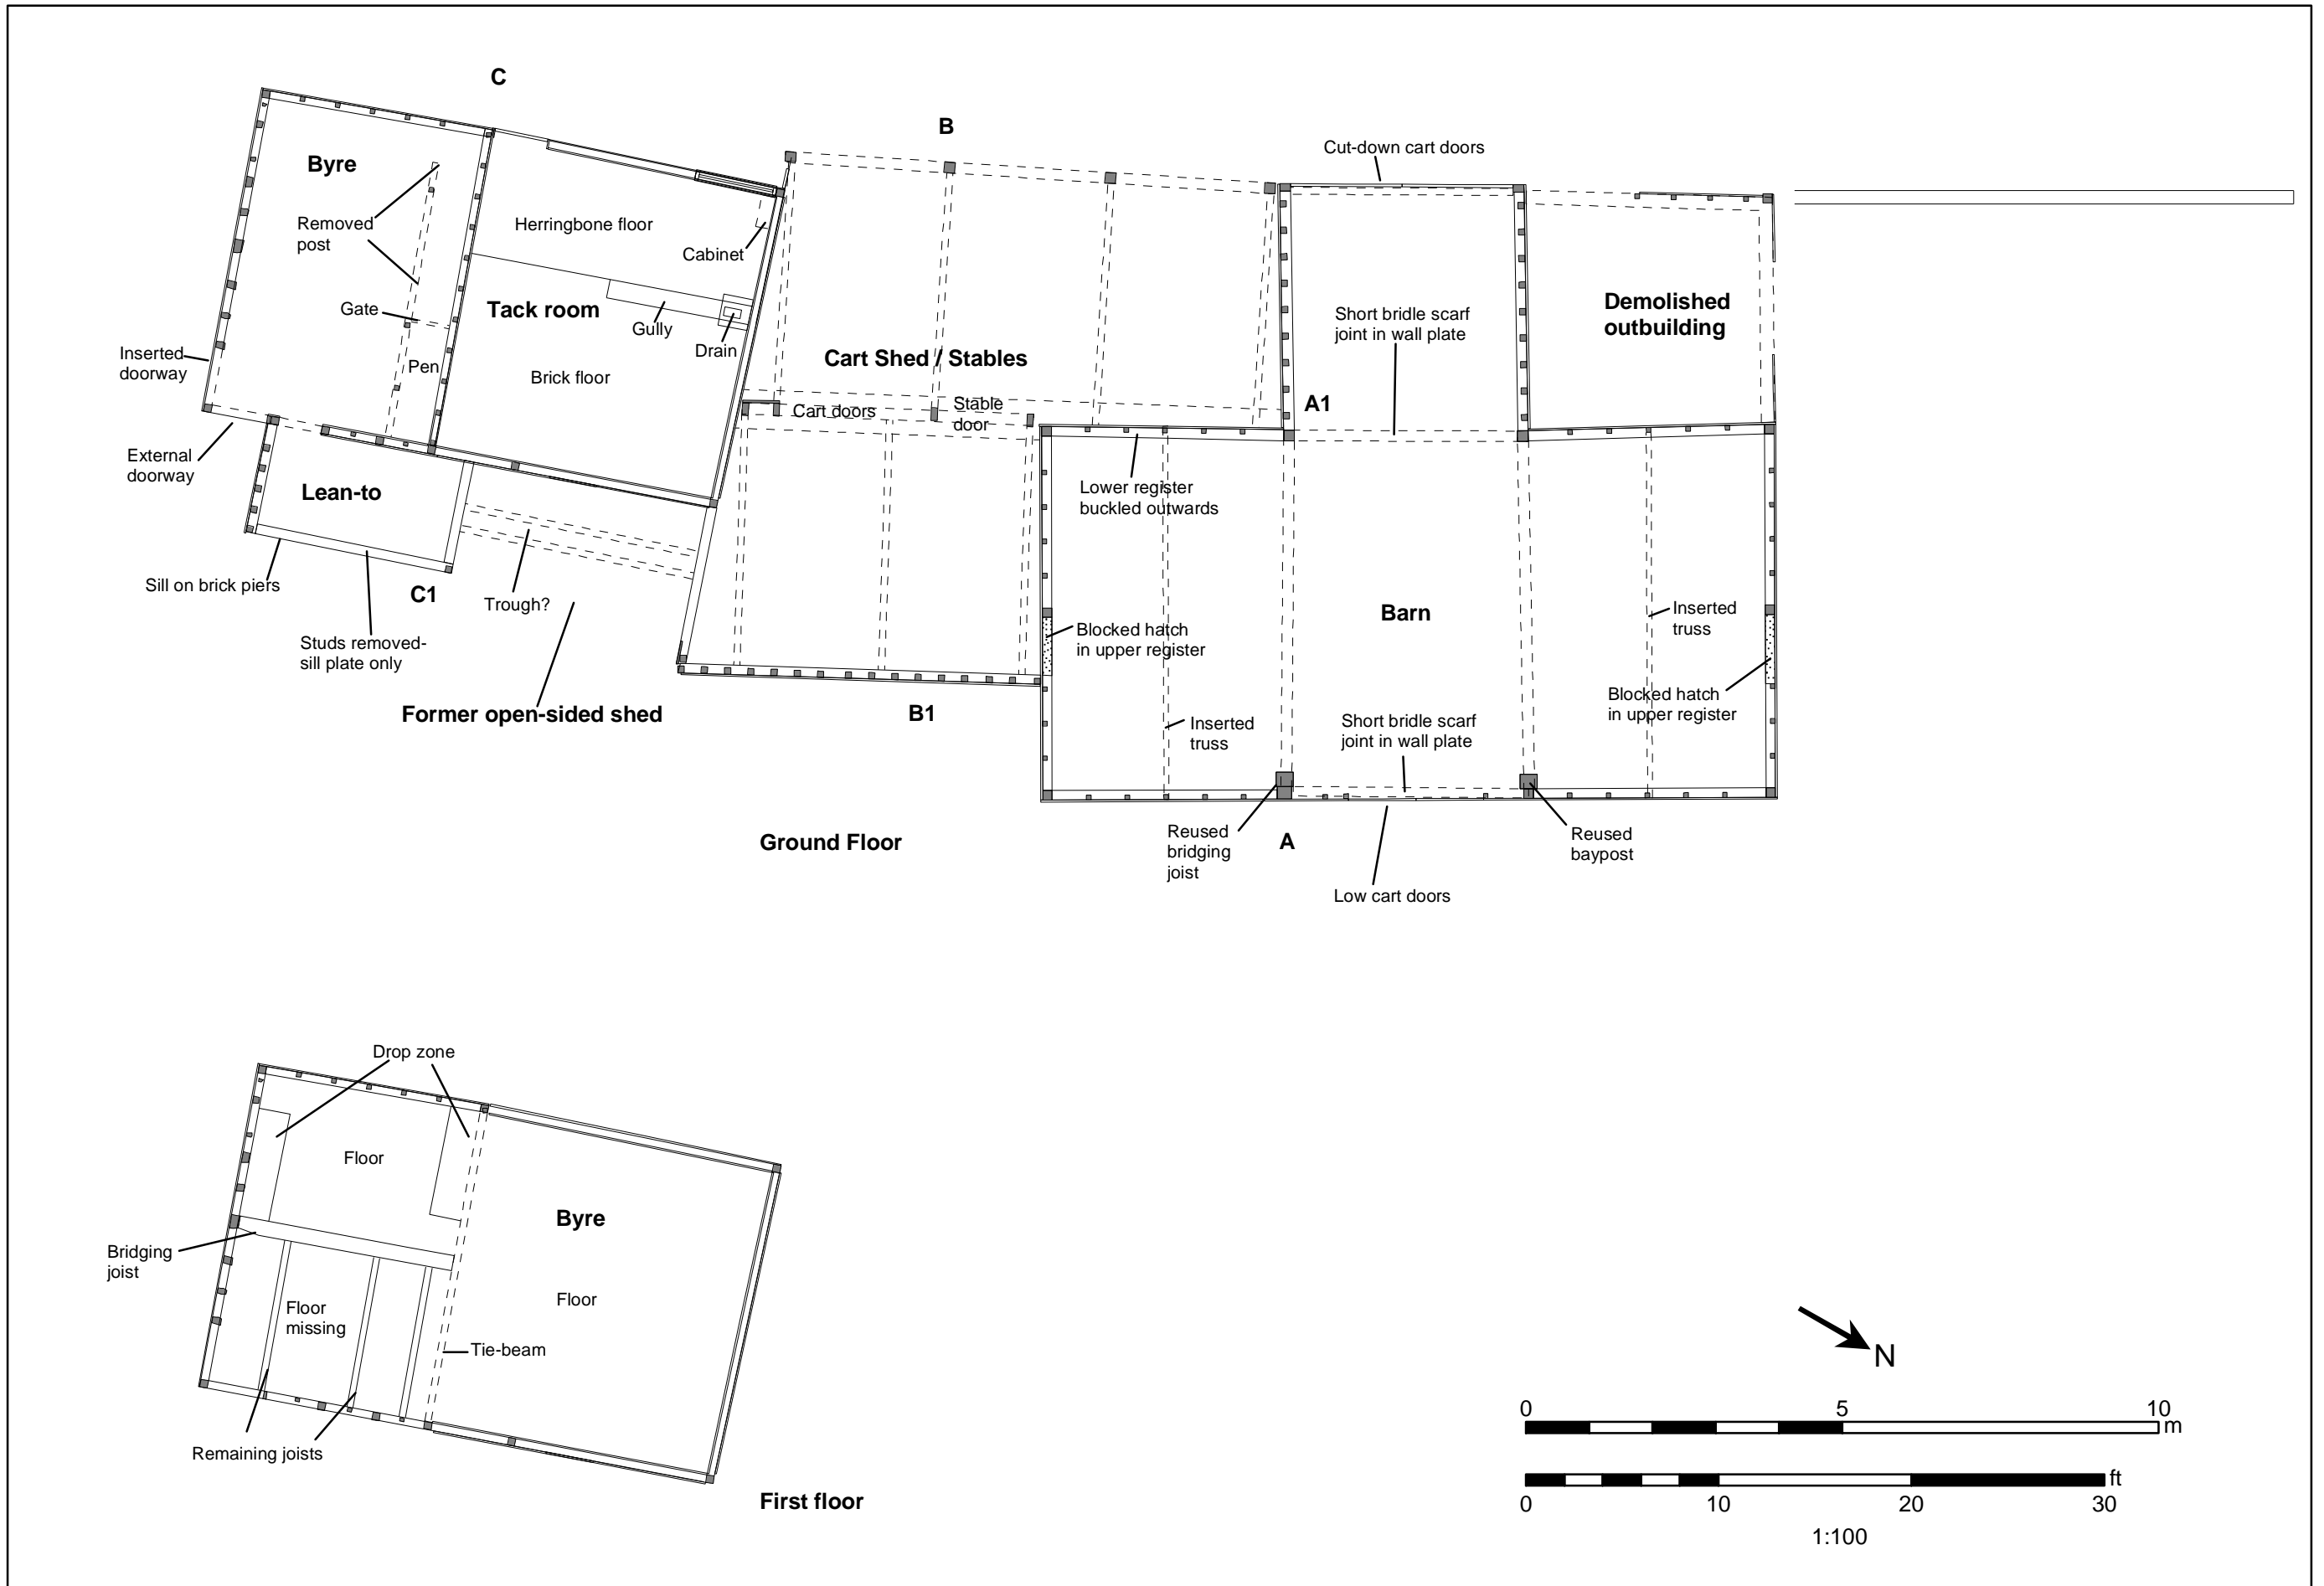 C
B
Cut-down cart doors
Byre
Removed
post
Herringbone floor
Cabinet
Gate
Tack room
Gully
Drain
Demolished
outbuilding
Short bridle scarf
joint in wall plate
Inserted
doorway
Pen
Brick floor
Cart Shed / Stables
Cart doors
Stable
door
A1
External
doorway
Lean-to
Lower register
buckled outwards
Sill on brick piers
C1
Trough?
Studs removed-
sill plate only
Blocked hatch
in upper register
Barn
Inserted
truss
Blocked hatch
in upper register
Former open-sided shed
B1
Inserted
truss
Short bridle scarf
joint in wall plate
Ground Floor
Reused
bridging
joist
A
Reused
baypost
Low cart doors
Drop zone
Floor
Byre
Bridging
joist
Floor
missing
Floor
Tie-beam
Remaining joists
First floor
N
0 5 10
m
ft
0 10 20 30
1:100